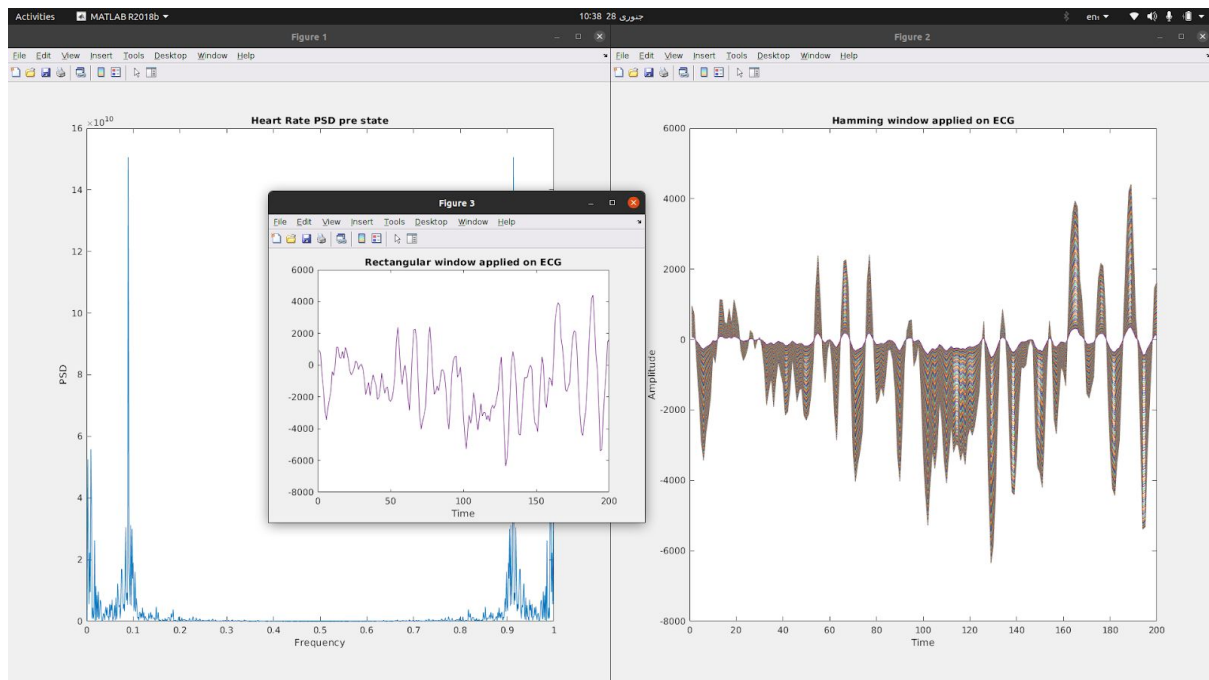 Activities MATLAB R2018b 10:38 28 جنوری en₁
Figure 1
File Edit View Insert Tools Desktop Window Help
Heart Rate PSD pre state
×10¹⁰
16
14
12
10
8
6
4
2
0
PSD
0 0.1 0.2 0.3 0.4 0.5 0.6 0.7 0.8 0.9 1
Frequency
Figure 3
File Edit View Insert Tools Desktop Window Help
Rectangular window applied on ECG
6000
4000
2000
0
-2000
-4000
-6000
-8000
0 50 100 150 200
Time
Figure 2
File Edit View Insert Tools Desktop Window Help
Hamming window applied on ECG
6000
4000
2000
0
-2000
-4000
-6000
-8000
Amplitude
0 20 40 60 80 100 120 140 160 180 200
Time